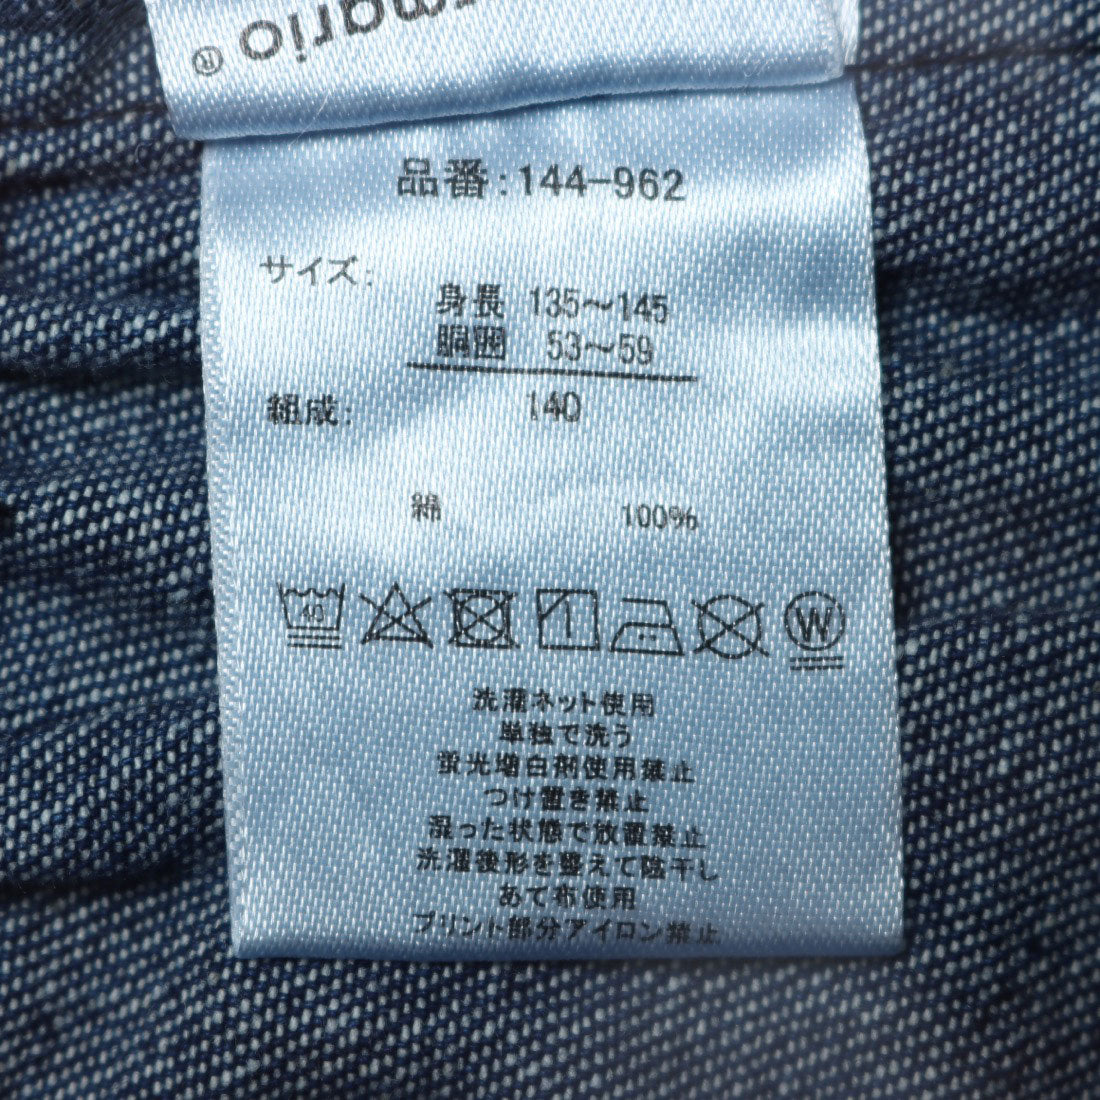 mario ®
品番:144-962
サイズ:
身長 135～145
胴囲 53～59
140
組成:
綿 100%
40
W
洗濯ネット使用
単独で洗う
蛍光増白剤使用禁止
つけ置き禁止
湿った状態で放置禁止
洗濯後形を整えて陰干し
あて布使用
プリント部分アイロン禁止